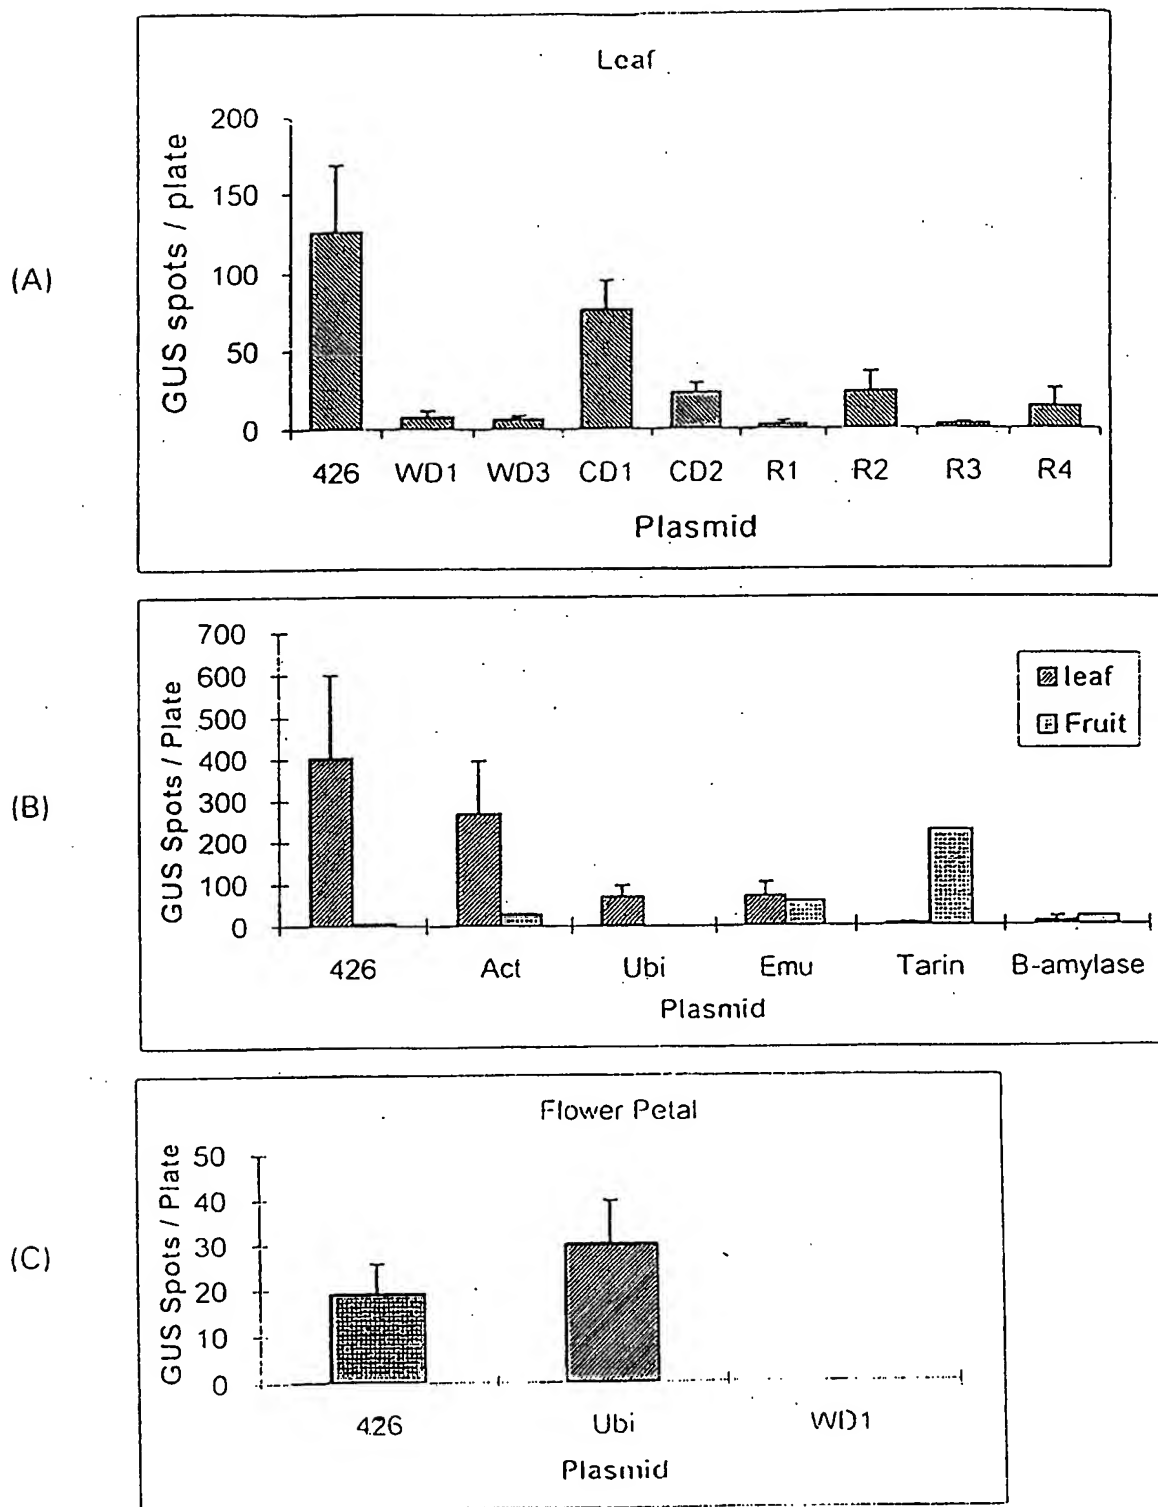 (A)
Leaf
GUS spots / plate
200
150
100
50
0
426 WD1 WD3 CD1 CD2 R1 R2 R3 R4
Plasmid
(B)
GUS Spots / Plate
700
600
500
400
300
200
100
0
leaf
Fruit
426 Act Ubi Emu Tarin B-amylase
Plasmid
(C)
Flower Petal
GUS Spots / Plate
50
40
30
20
10
0
426 Ubi WD1
Plasmid